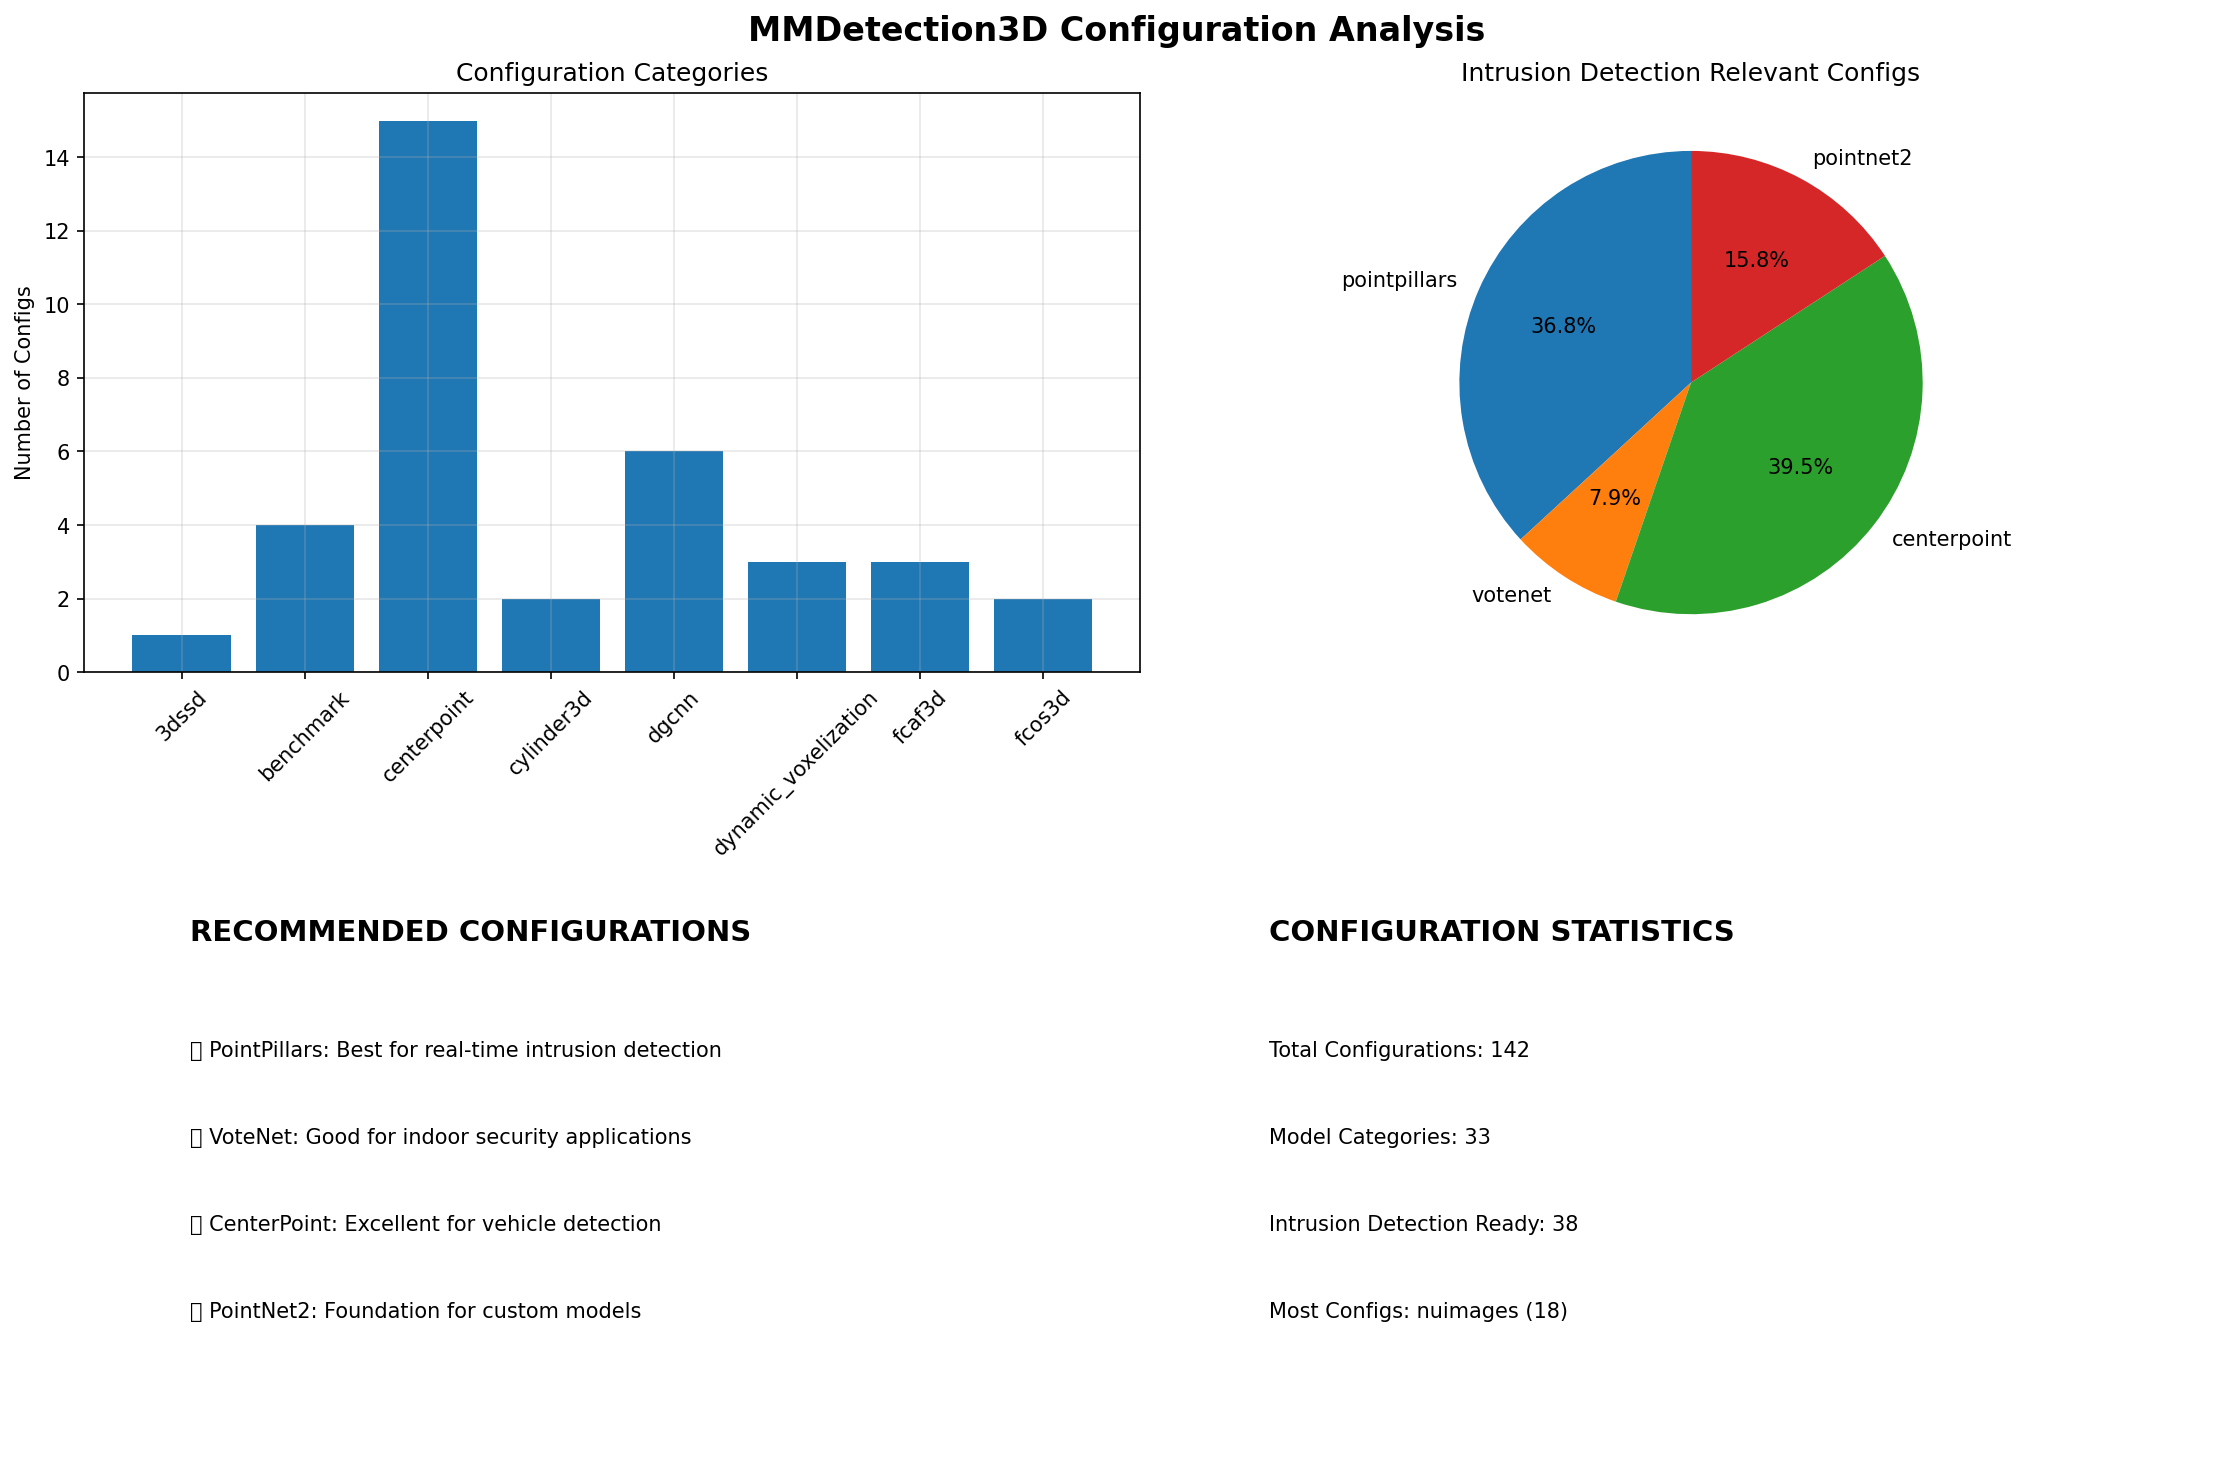 MMDetection3D Configuration Analysis
Configuration Categories
Number of Configs
14
12
10
8
6
4
2
0
3dssd
benchmark
centerpoint
cylinder3d
dgcnn
dynamic_voxelization
fcaf3d
fcos3d
Intrusion Detection Relevant Configs
pointnet2
15.8%
pointpillars
36.8%
39.5%
7.9%
centerpoint
votenet
RECOMMENDED CONFIGURATIONS
PointPillars: Best for real-time intrusion detection
VoteNet: Good for indoor security applications
CenterPoint: Excellent for vehicle detection
PointNet2: Foundation for custom models
CONFIGURATION STATISTICS
Total Configurations: 142
Model Categories: 33
Intrusion Detection Ready: 38
Most Configs: nuimages (18)